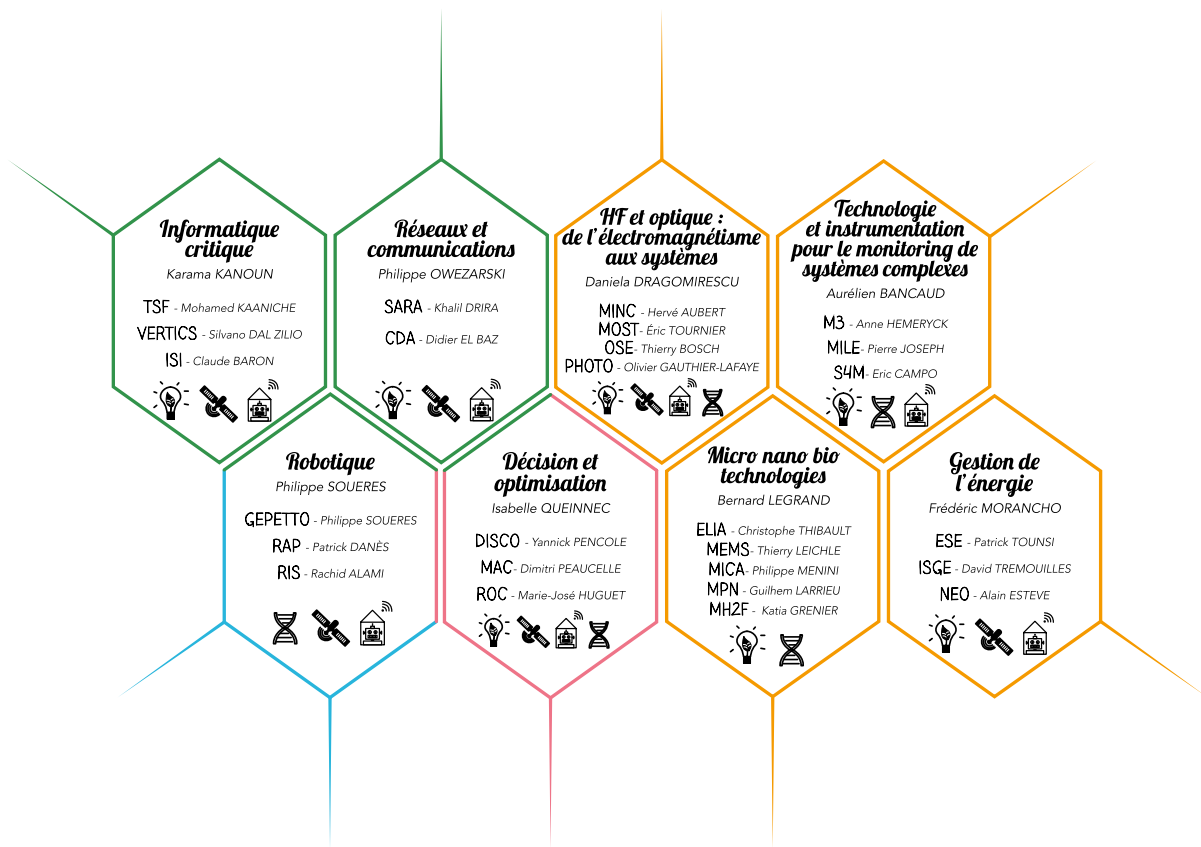 Informatique
critique
Karama KANOUN
TSF - Mohamed KAANICHE
VERTICS - Silvano DAL ZILIO
ISI - Claude BARON
Réseaux et
communications
Philippe OWEZARSKI
SARA - Khalil DRIRA
CDA - Didier EL BAZ
HF et optique :
de l'électromagnétisme
aux systèmes
Daniela DRAGOMIRESCU
MINC - Hervé AUBERT
MOST- Éric TOURNIER
OSE- Thierry BOSCH
PHOTO - Olivier GAUTHIER-LAFAYE
Technologie
et instrumentation
pour le monitoring de
systèmes complexes
Aurélien BANCAUD
M3 - Anne HEMERYCK
MILE- Pierre JOSEPH
S4M- Eric CAMPO
Robotique
Philippe SOUERES
GEPETTO - Philippe SOUERES
RAP - Patrick DANÈS
RIS - Rachid ALAMI
Décision et
optimisation
Isabelle QUEINNEC
DISCO - Yannick PENCOLE
MAC- Dimitri PEAUCELLE
ROC - Marie-José HUGUET
Micro nano bio
technologies
Bernard LEGRAND
ELIA - Christophe THIBAULT
MEMS- Thierry LEICHLE
MICA- Philippe MENINI
MPN - Guilhem LARRIEU
MH2F - Katia GRENIER
Gestion de
l'énergie
Frédéric MORANCHO
ESE - Patrick TOUNSI
ISGE - David TREMOUILLES
NEO - Alain ESTEVE